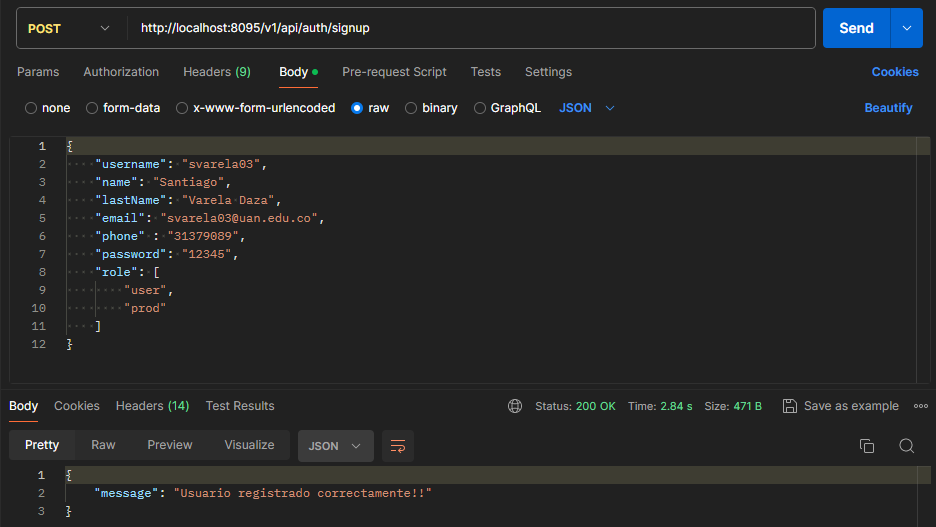 POST http://localhost:8095/v1/api/auth/signup Send
Params Authorization Headers (9) Body Pre-request Script Tests Settings Cookies
none form-data x-www-form-urlencoded raw binary GraphQL JSON Beautify
1 {
2 "username": "svarela03",
3 "name": "Santiago",
4 "lastName": "Varela Daza",
5 "email": "svarela03@uan.edu.co",
6 "phone" : "31379089",
7 "password": "12345",
8 "role": [
9 "user",
10 "prod"
11 ]
12 }
Body Cookies Headers (14) Test Results Status: 200 OK Time: 2.84 s Size: 471 B Save as example
Pretty Raw Preview Visualize JSON
1 {
2 "message": "Usuario registrado correctamente!!"
3 }